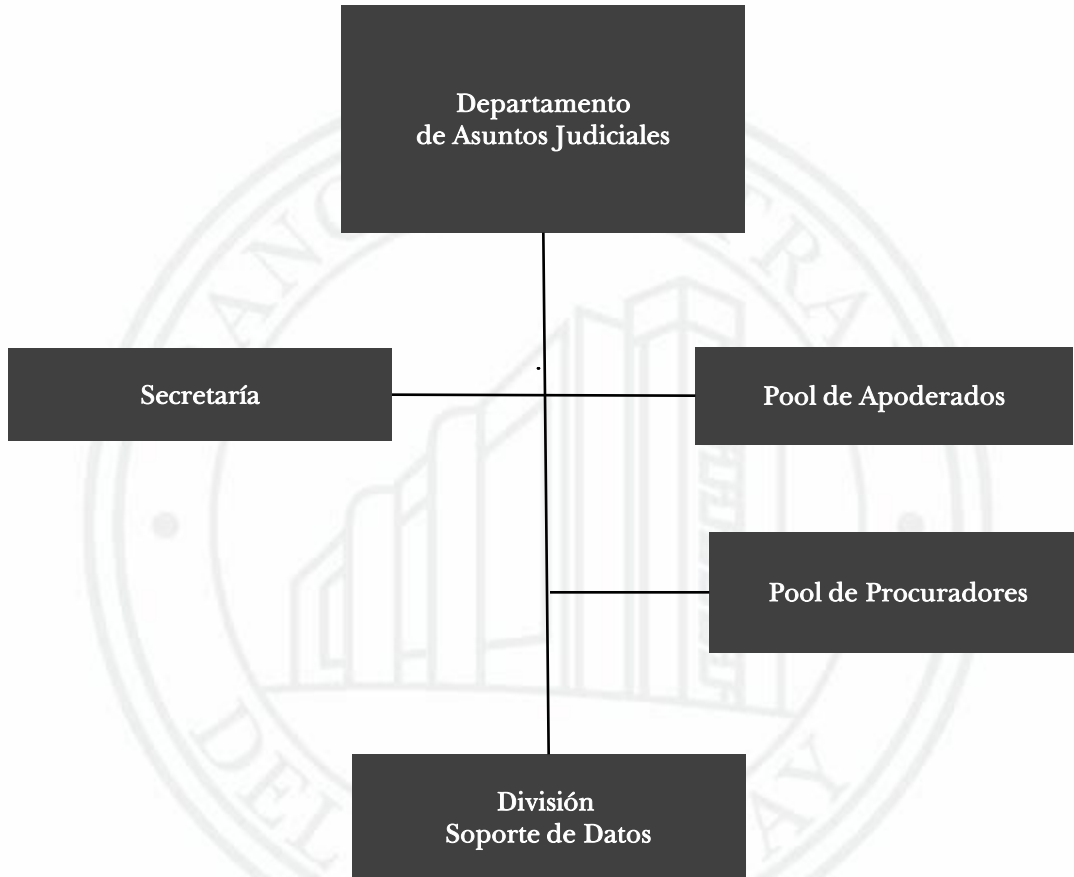 Departamento
de Asuntos Judiciales
Secretaría
Pool de Apoderados
Pool de Procuradores
División
Soporte de Datos